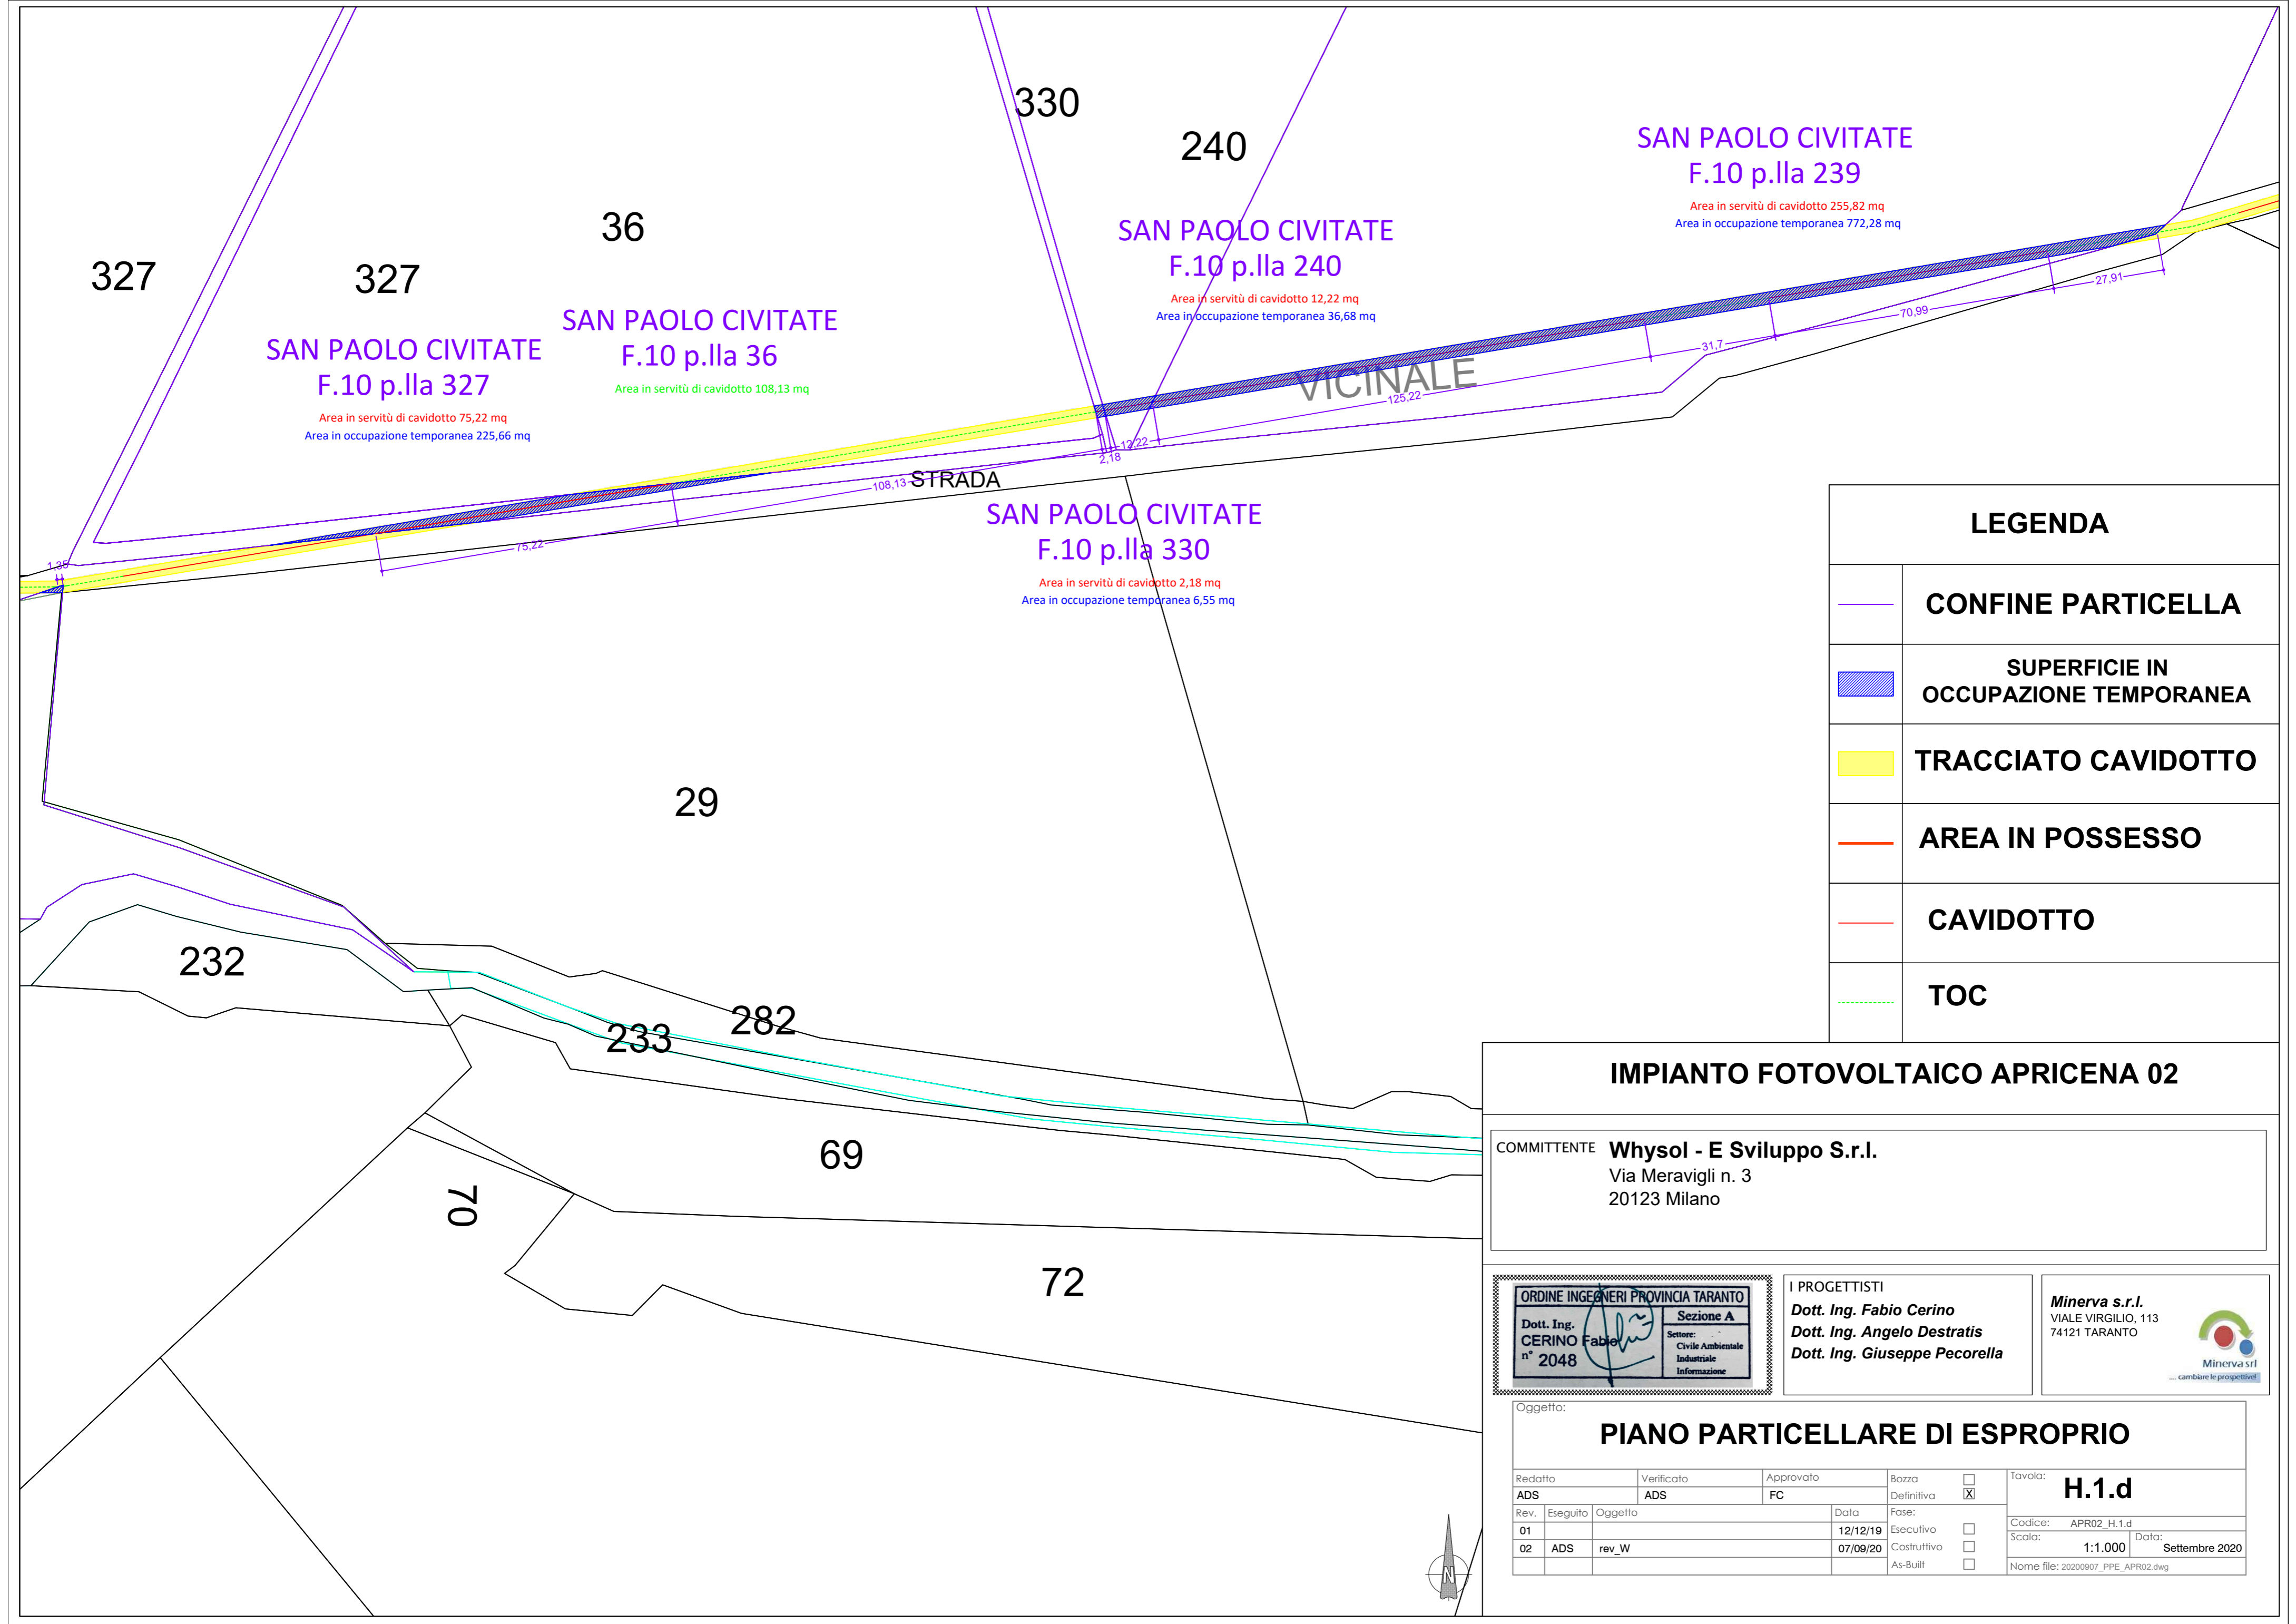 330
240
SAN PAOLO CIVITATE
F.10 p.lla 239
Area in servitù di cavidotto 255,82 mq
Area in occupazione temporanea 772,28 mq
36
SAN PAOLO CIVITATE
F.10 p.lla 240
Area in servitù di cavidotto 12,22 mq
Area in occupazione temporanea 36,68 mq
327
327
SAN PAOLO CIVITATE
F.10 p.lla 36
Area in servitù di cavidotto 108,13 mq
SAN PAOLO CIVITATE
F.10 p.lla 327
Area in servitù di cavidotto 75,22 mq
Area in occupazione temporanea 225,66 mq
27,91
70,99
31,7
VICINALE
125,22
12,22
2,18
STRADA
108,13
75,22
1,35
SAN PAOLO CIVITATE
F.10 p.lla 330
Area in servitù di cavidotto 2,18 mq
Area in occupazione temporanea 6,55 mq
29
232
282
233
69
70
72
LEGENDA
CONFINE PARTICELLA
SUPERFICIE IN
OCCUPAZIONE TEMPORANEA
TRACCIATO CAVIDOTTO
AREA IN POSSESSO
CAVIDOTTO
TOC
IMPIANTO FOTOVOLTAICO APRICENA 02
COMMITTENTE Whysol - E Sviluppo S.r.l.
Via Meravigli n. 3
20123 Milano
ORDINE INGEGNERI PROVINCIA TARANTO
Dott. Ing.
CERINO Fabio
n° 2048
Sezione A
Settore:
Civile Ambientale
Industriale
Informazione
I PROGETTISTI
Dott. Ing. Fabio Cerino
Dott. Ing. Angelo Destratis
Dott. Ing. Giuseppe Pecorella
Minerva s.r.l.
VIALE VIRGILIO, 113
74121 TARANTO
Minerva srl
.... cambiare le prospettive!
Oggetto:
PIANO PARTICELLARE DI ESPROPRIO
Redatto Verificato Approvato Bozza
ADS ADS FC Definitiva X
Tavola: H.1.d
Rev. Eseguito Oggetto Data Fase:
01 12/12/19 Esecutivo
02 ADS rev_W 07/09/20 Costruttivo
As-Built
Codice: APR02_H.1.d
Scala: 1:1.000 Data: Settembre 2020
Nome file: 20200907_PPE_APR02.dwg
N